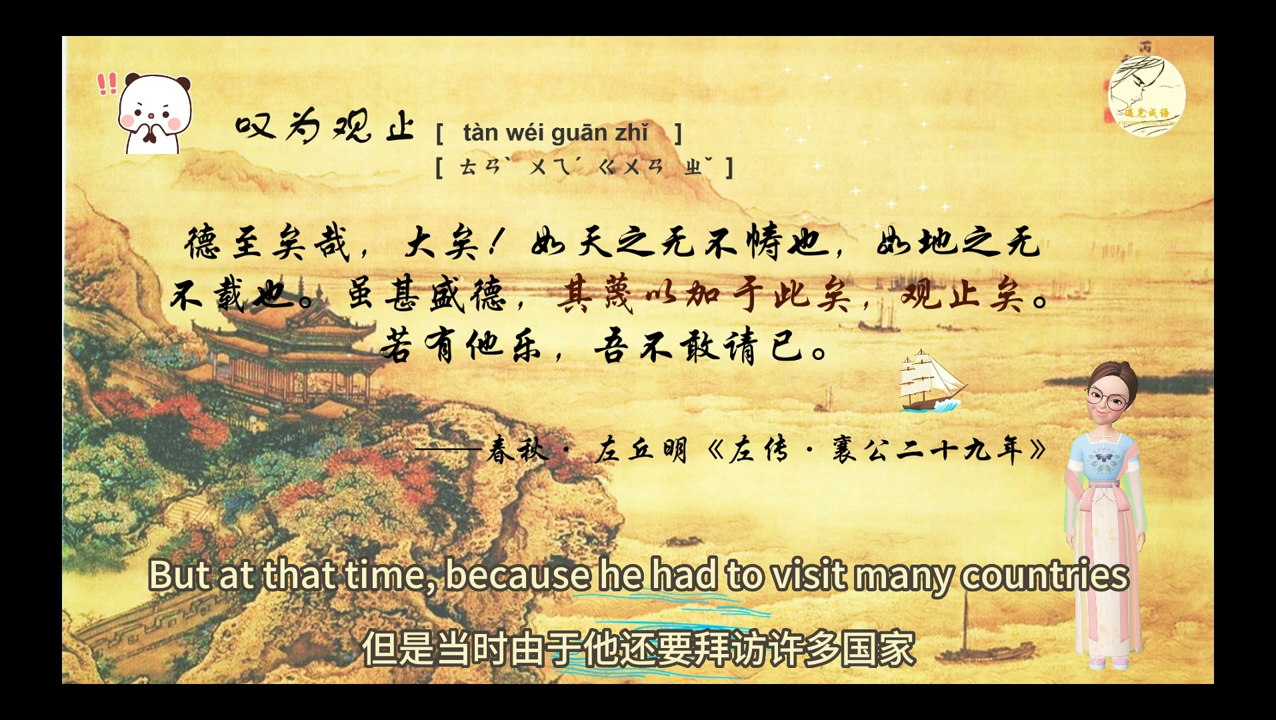 叹为观止 [ tàn wéi guān zhǐ ]
[ ㄊㄢˋ ㄨㄟˊ ㄍㄨㄢ ㄓˇ ]
德至矣哉，大矣！如天之无不帱也，如地之无
不载也。虽甚盛德，其蔑以加于此矣，观止矣。
若有他乐，吾不敢请已。
——春秋·左丘明《左传·襄公二十九年》
But at that time, because he had to visit many countries
但是当时由于他还要拜访许多国家